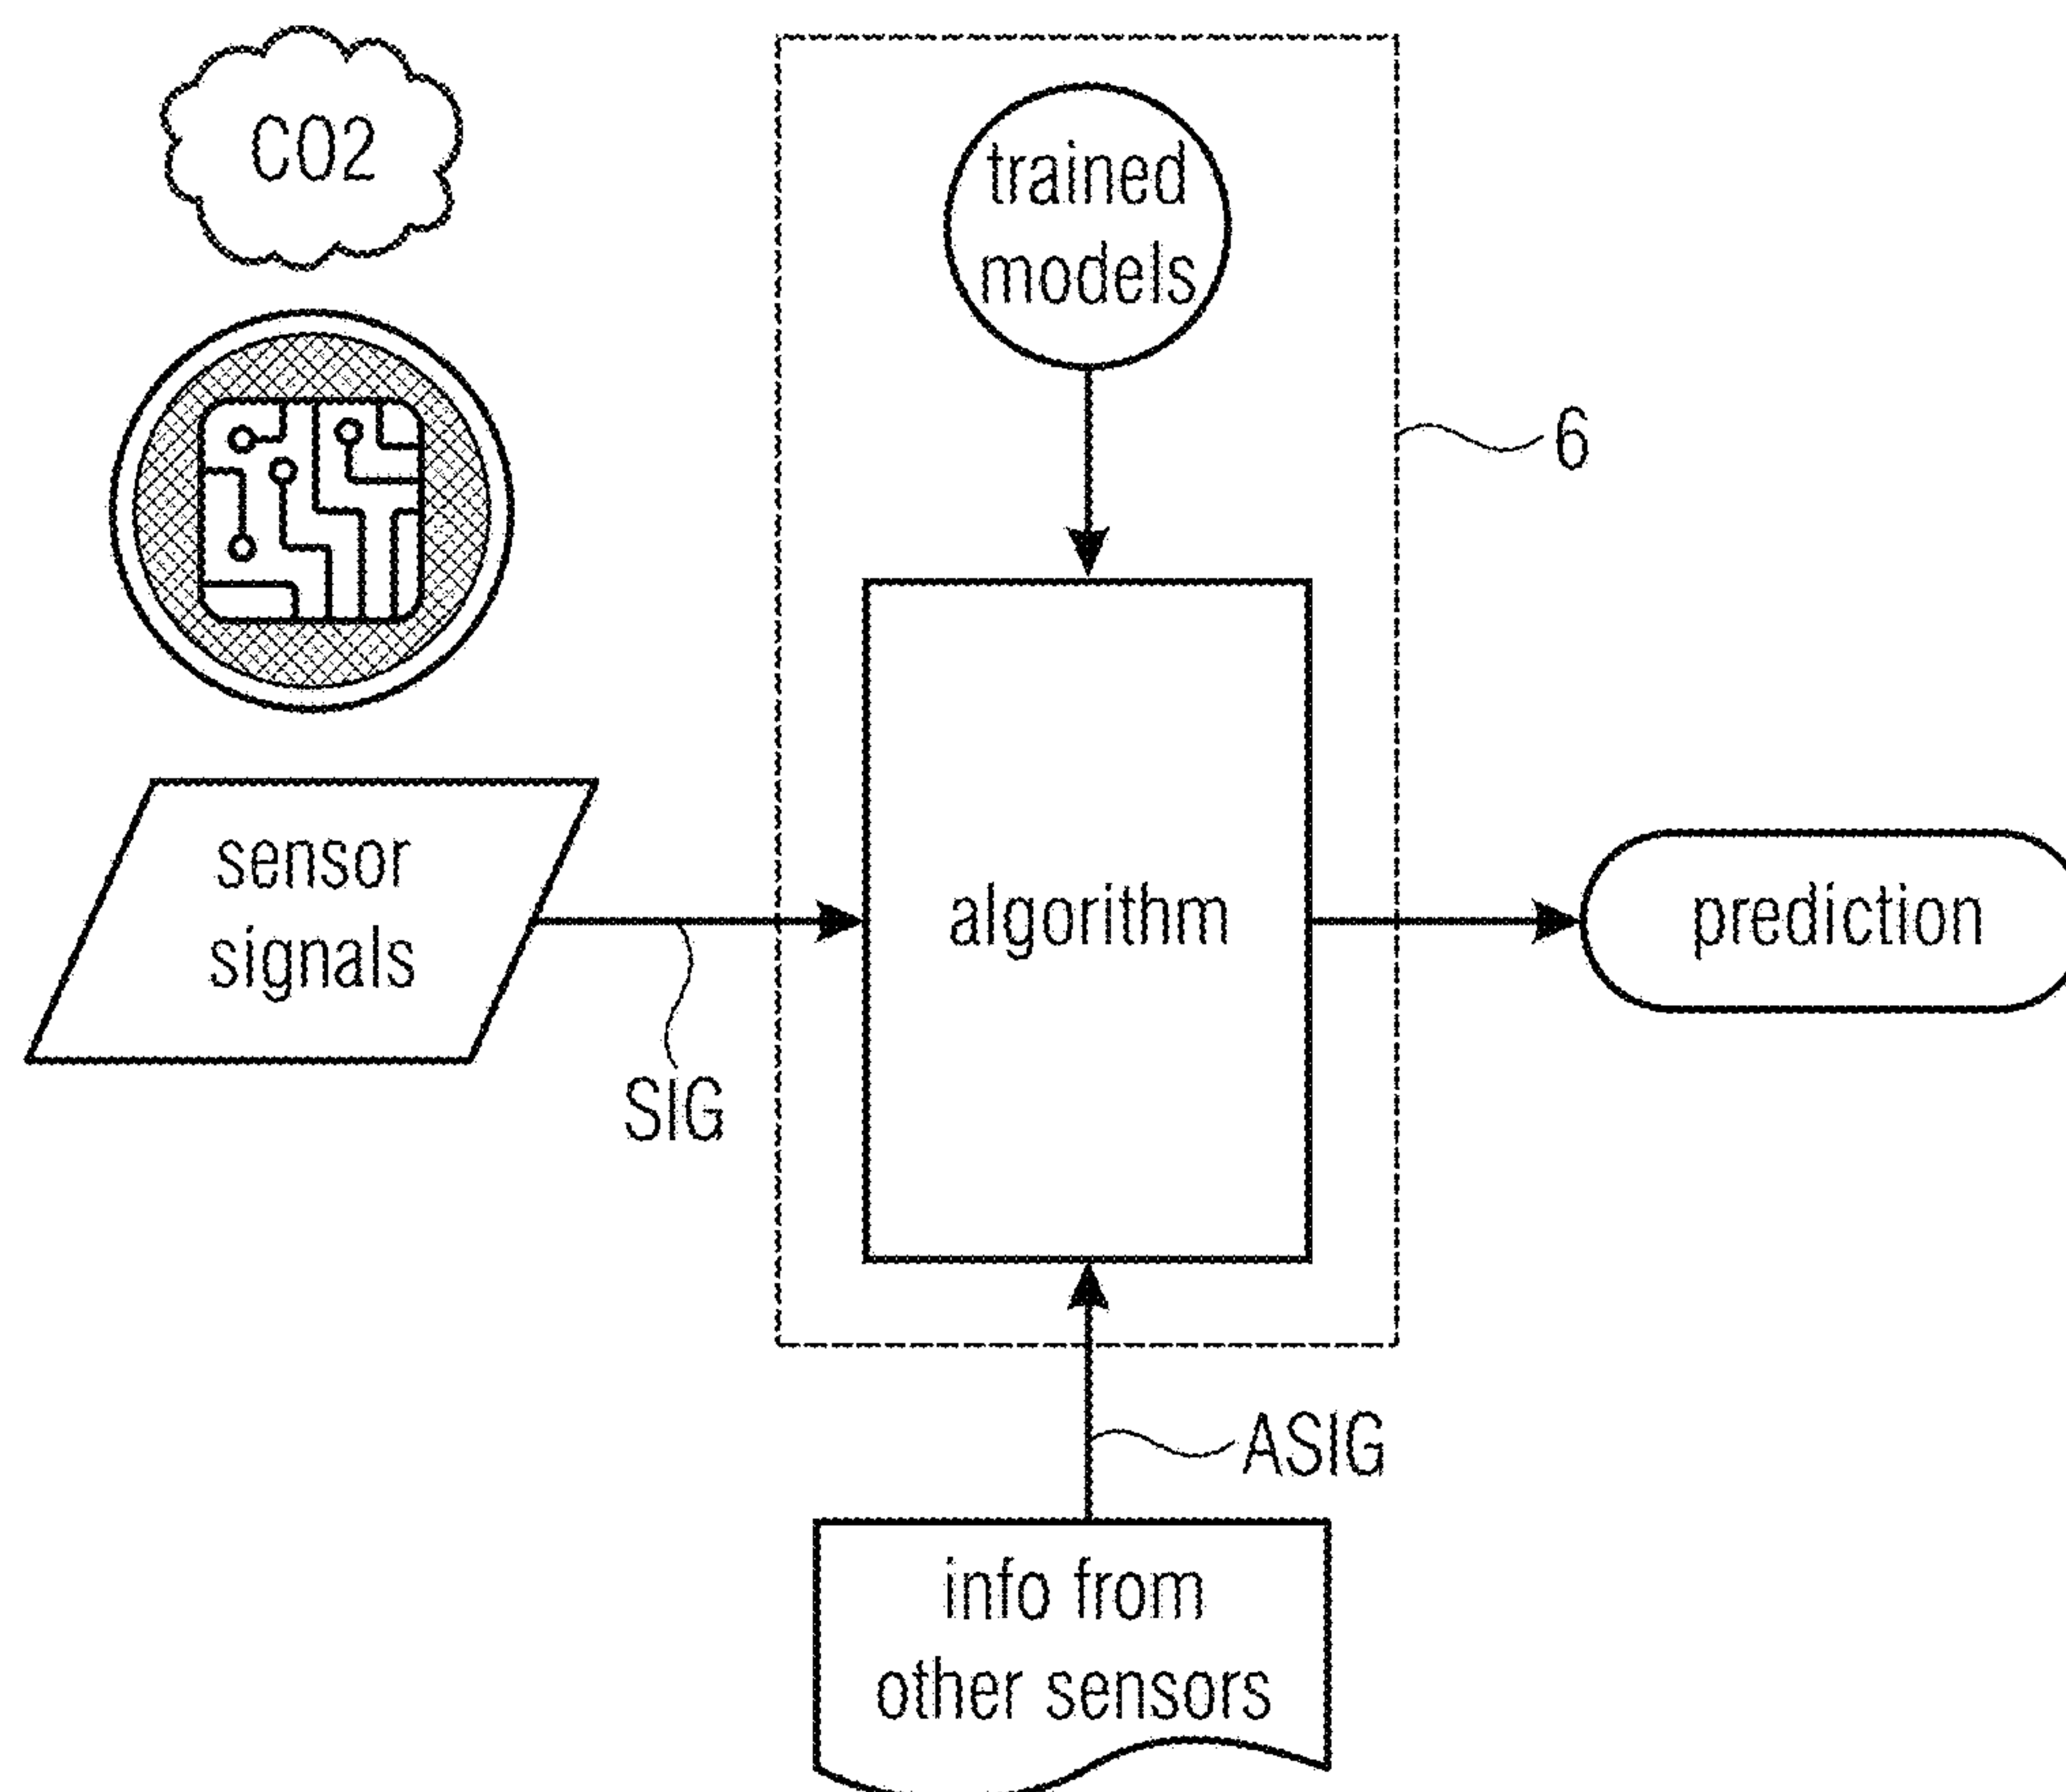 CO2
trained
models
6
sensor
signals
SIG
algorithm
prediction
ASIG
info from
other sensors